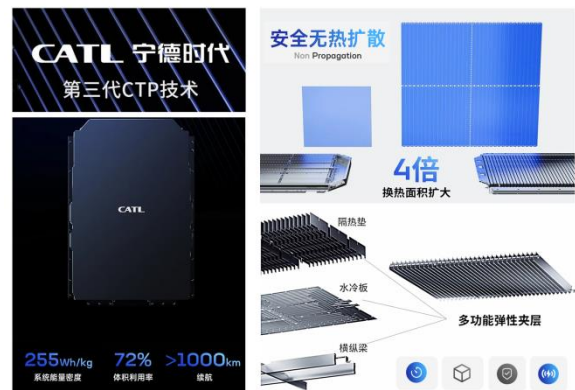 CATL 宁德时代
第三代CTP技术
CATL
255Wh/kg
系统能量密度
72%
体积利用率
>1000km
续航
安全无热扩散
Non Propagation
4倍
换热面积扩大
隔热垫
水冷板
横纵梁
多功能弹性夹层